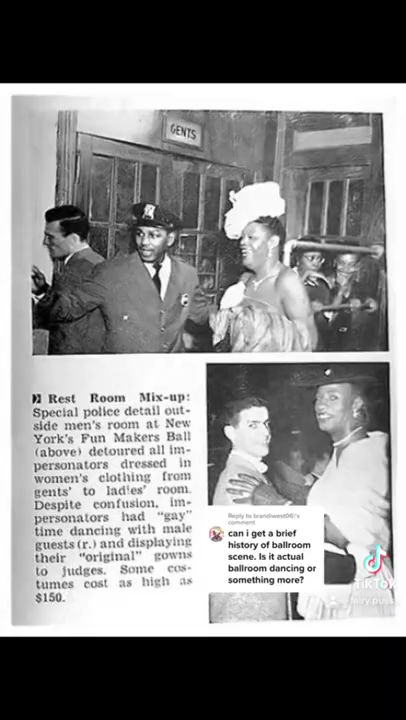 GENTS
Rest Room Mix-up:
Special police detail out-
side men's room at New
York's Fun Makers Ball
(above) detoured all im-
personators dressed in
women's clothing from
gents' to ladies' room.
Despite confusion, im-
personators had "gay"
time dancing with male
guests (r.) and displaying
their "original" gowns
to judges. Some cos-
tumes cost as high as
$150.
Reply to brandiwest06's
comment
can i get a brief
history of ballroom
scene. Is it actual
ballroom dancing or
something more?
TikTok